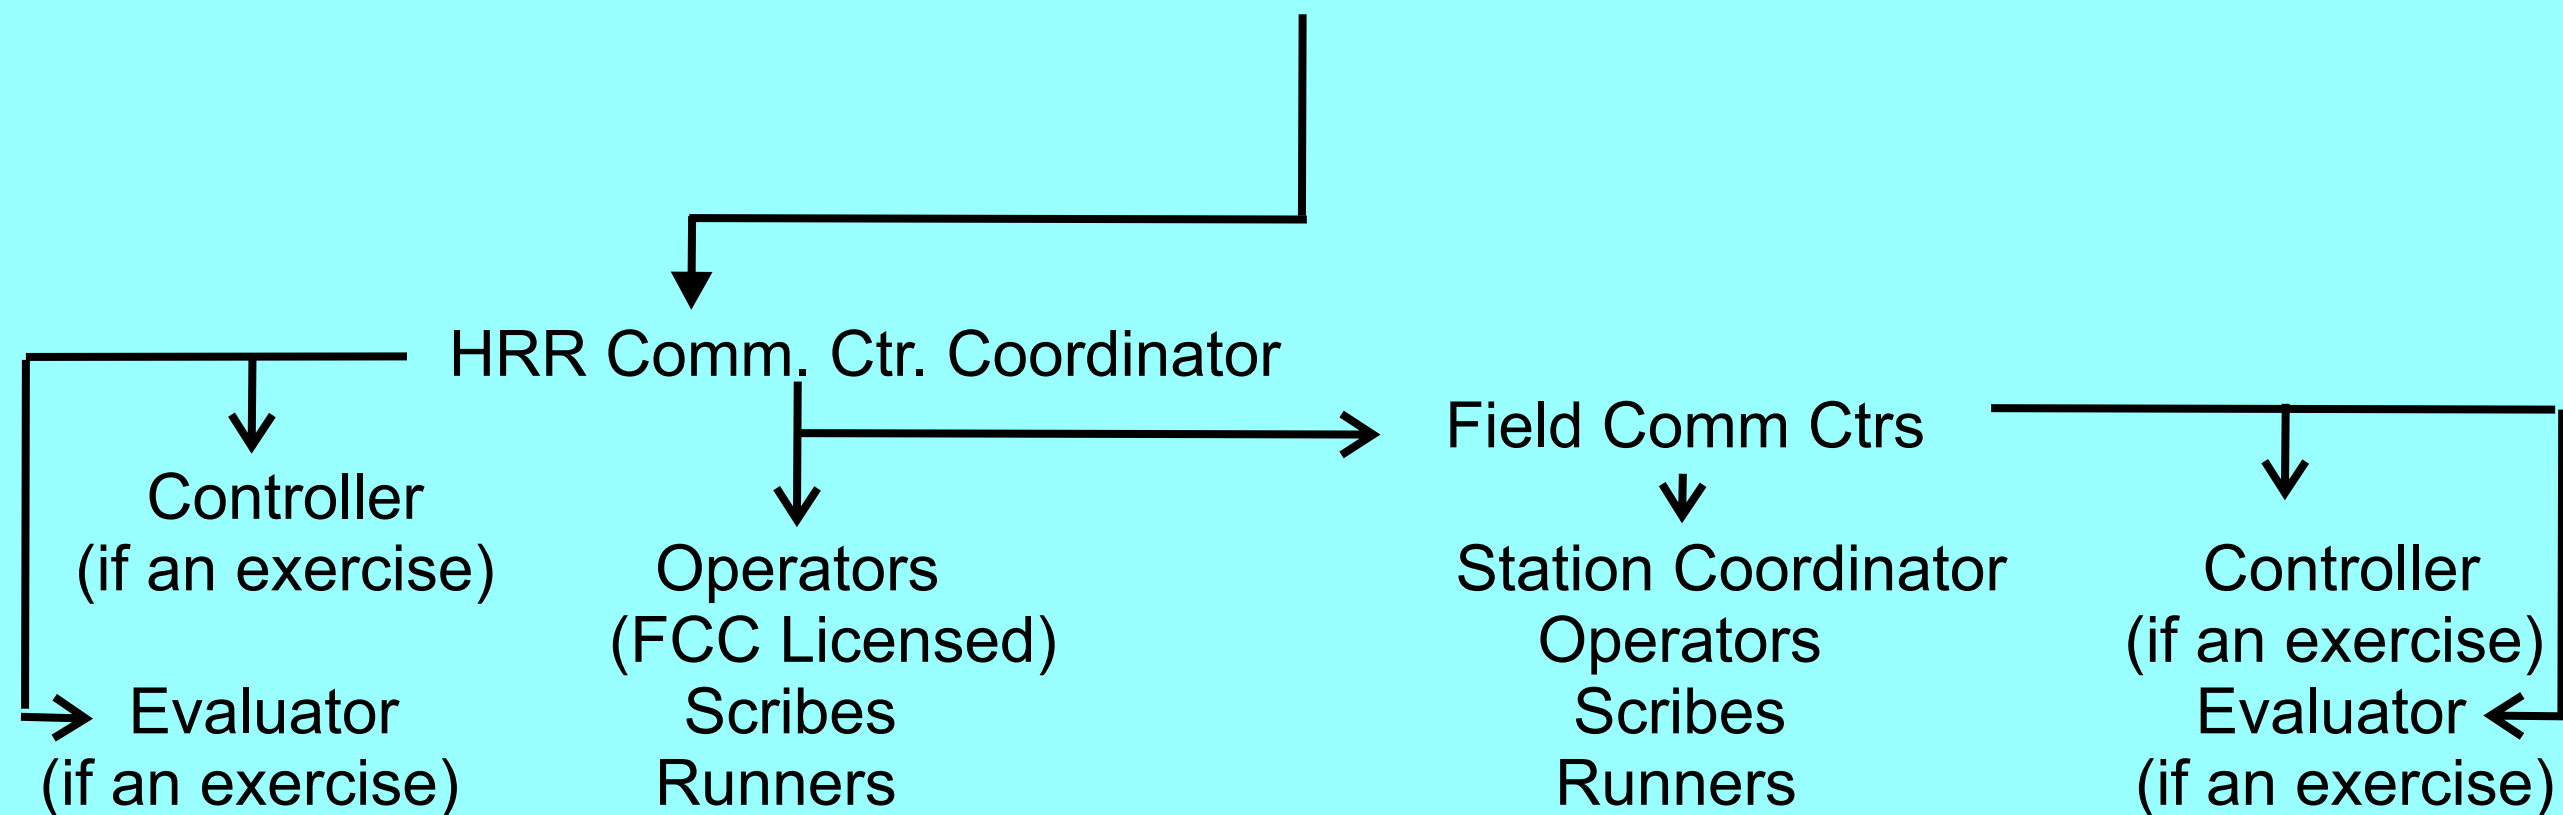 HRR Comm. Ctr. Coordinator
Field Comm Ctrs
Controller
(if an exercise)
Evaluator
(if an exercise)
Operators
(FCC Licensed)
Scribes
Runners
Station Coordinator
Operators
Scribes
Runners
Controller
(if an exercise)
Evaluator
(if an exercise)